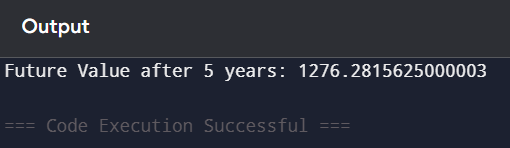 Output
Future Value after 5 years: 1276.2815625000003
=== Code Execution Successful ===